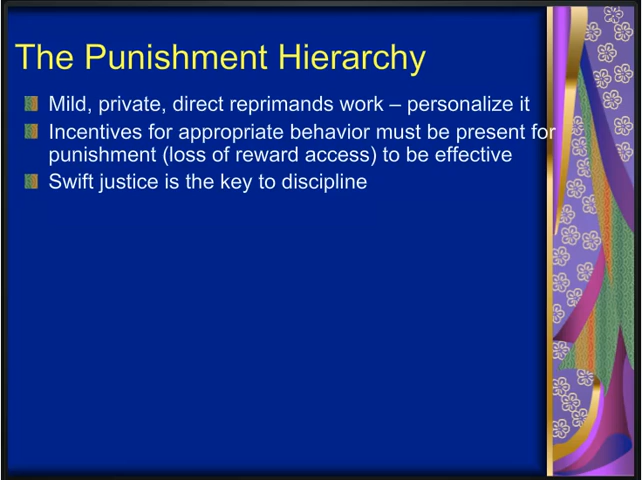 The Punishment Hierarchy
Mild, private, direct reprimands work – personalize it
Incentives for appropriate behavior must be present for
punishment (loss of reward access) to be effective
Swift justice is the key to discipline